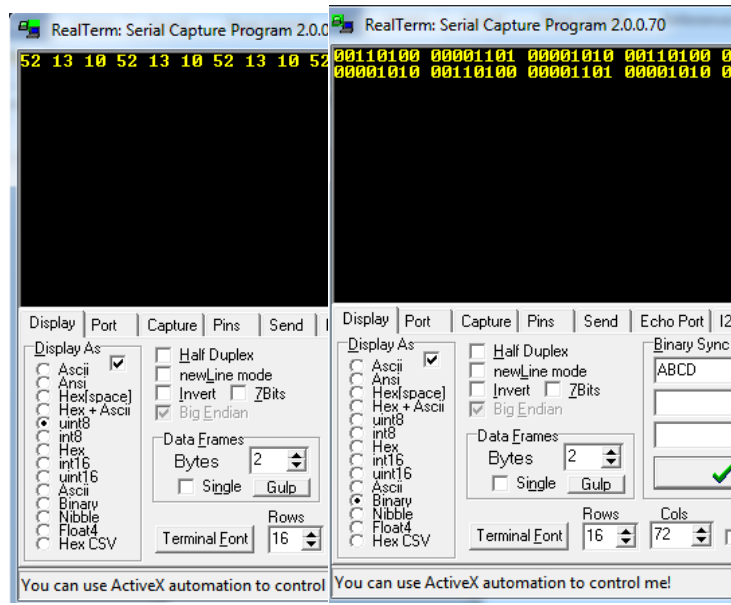 RealTerm: Serial Capture Program 2.0.0
52 13 10 52 13 10 52 13 10 52
Display Port Capture Pins Send
Display As
Ascii
Ansi
Hex[space]
Hex + Ascii
uint8
int8
Hex
int16
uint16
Ascii
Binary
Nibble
Float4
Hex CSV
Half Duplex
newLine mode
Invert 7Bits
Big Endian
Data Frames
Bytes 2
Single Gulp
Rows
Terminal Font 16
You can use ActiveX automation to control
RealTerm: Serial Capture Program 2.0.0.70
00110100 00001101 00001010 00110100 0
00001010 00110100 00001101 00001010 0
Display Port Capture Pins Send Echo Port I2
Display As
Ascii
Ansi
Hex[space]
Hex + Ascii
uint8
int8
Hex
int16
uint16
Ascii
Binary
Nibble
Float4
Hex CSV
Half Duplex
newLine mode
Invert 7Bits
Big Endian
Data Frames
Bytes 2
Single Gulp
Binary Sync
ABCD
Rows Cols
Terminal Font 16 72
You can use ActiveX automation to control me!